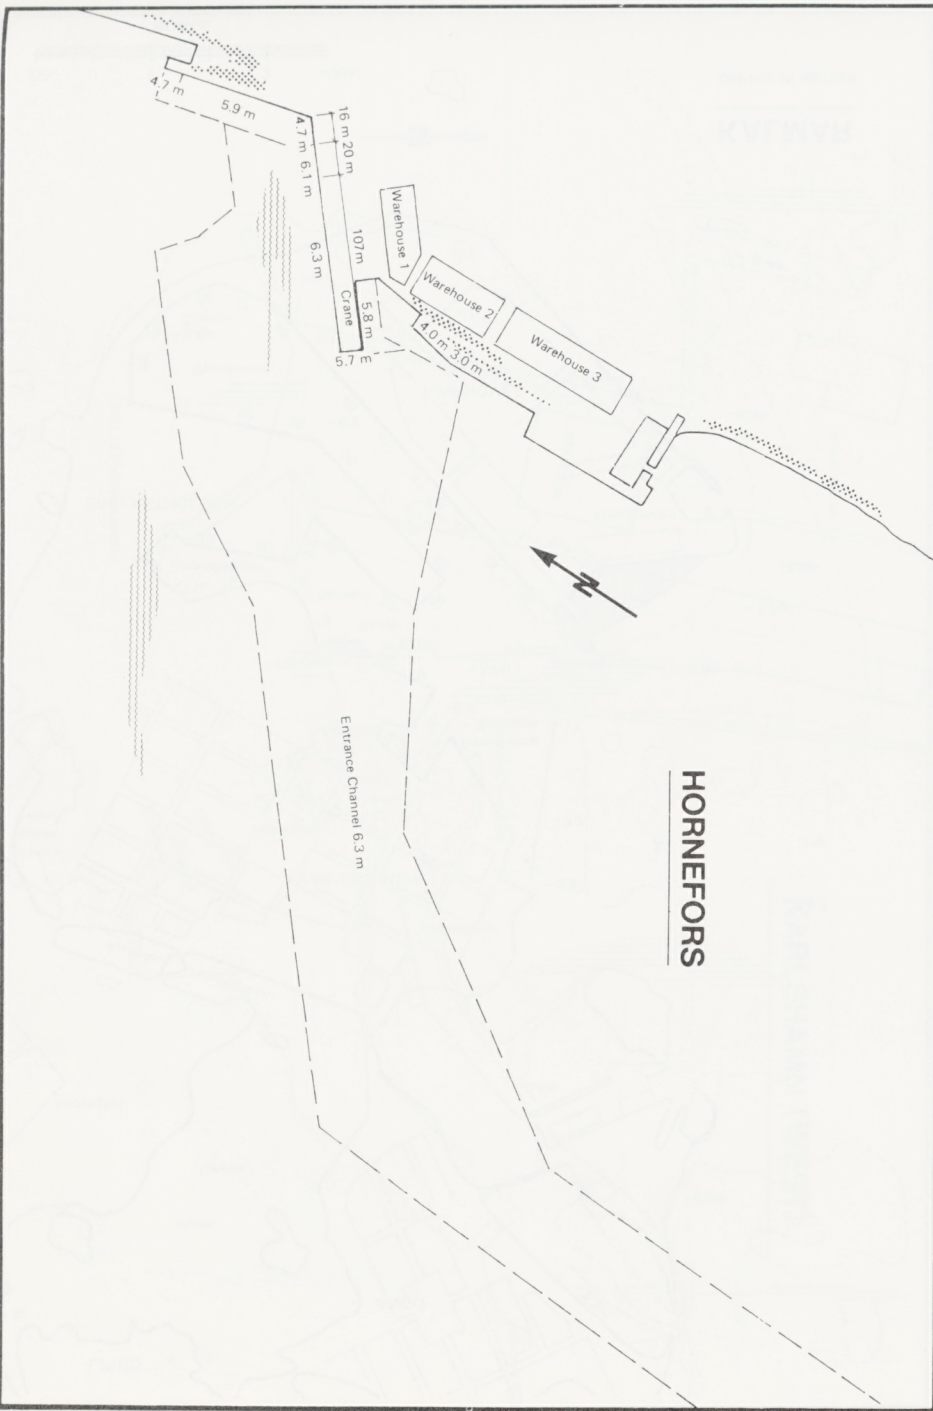 HORNEFORS
4.7 m
5.9 m
4.7 m
6.1 m
16 m
20 m
107m
6.3 m
Crane
5.8 m
5.7 m
4.0 m
3.0 m
Warehouse 1
Warehouse 2
Warehouse 3
N
Entrance Channel 6.3 m